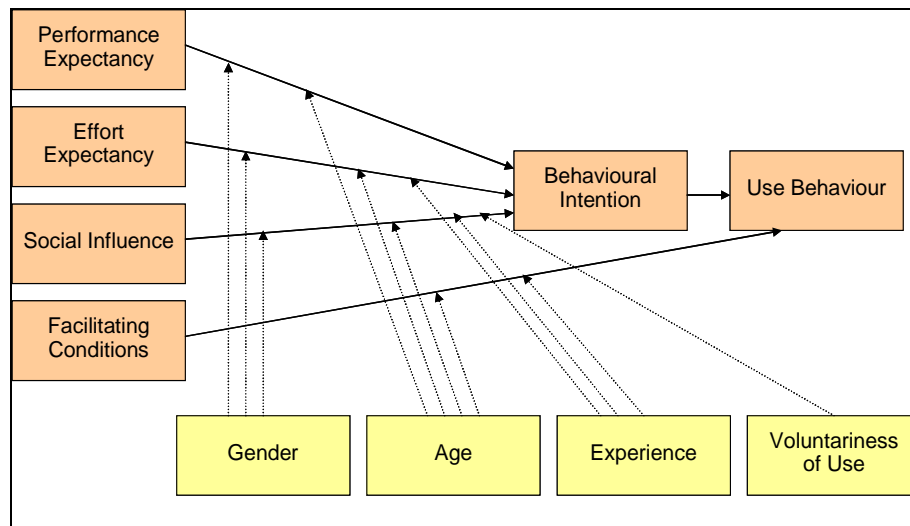 Performance
Expectancy
Effort
Expectancy
Social Influence
Facilitating
Conditions
Behavioural
Intention
Use Behaviour
Gender
Age
Experience
Voluntariness
of Use